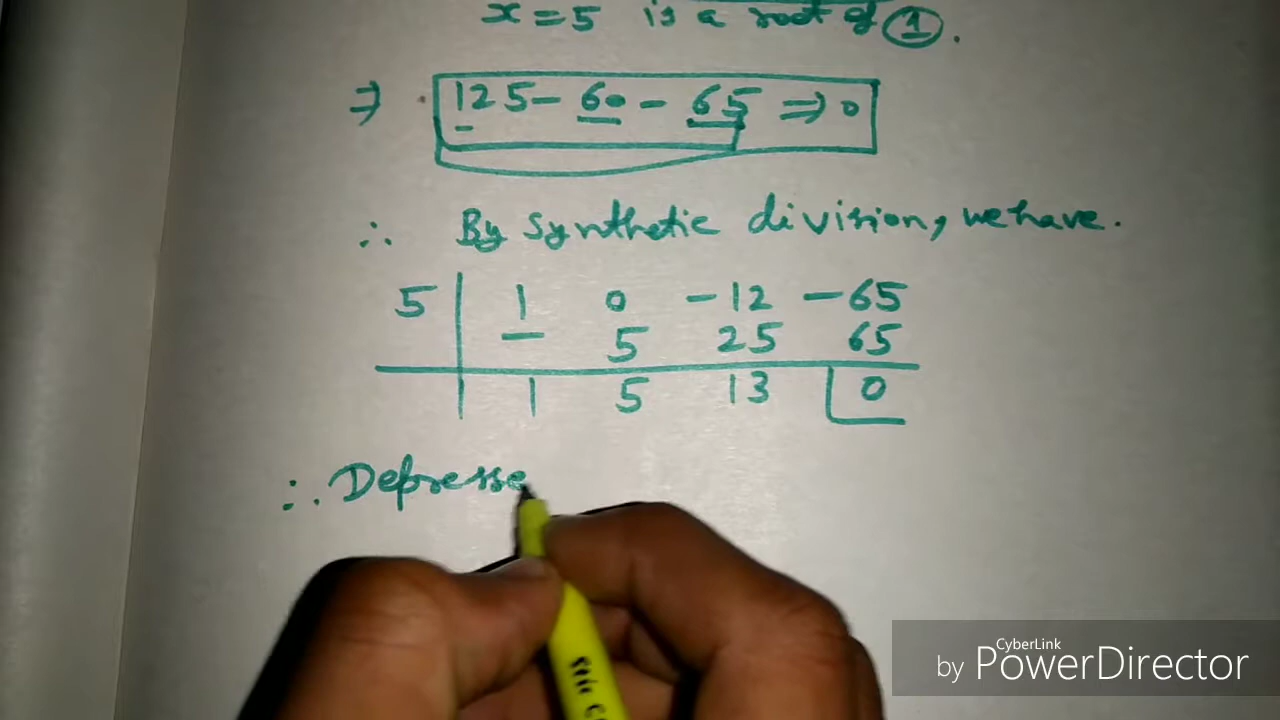 x = 5 is a root of 1.
⇒ 125 - 60 - 65 ⇒ 0
∴ By Synthetic division, we have.
5 | 1 0 -12 -65
5 25 65
1 5 13 0
∴ Depresse
CyberLink
by PowerDirector